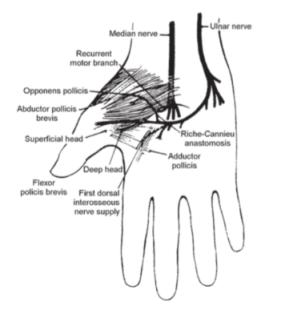 Ulnar nerve
Median nerve
Recurrent
motor branch
Opponens pollicis
Abductor pollicis
brevis
Superficial head
Riche-Cannieu
anastomosis
Adductor
pollicis
Deep head
Flexor
pollicis brevis
First dorsal
interosseous
nerve supply